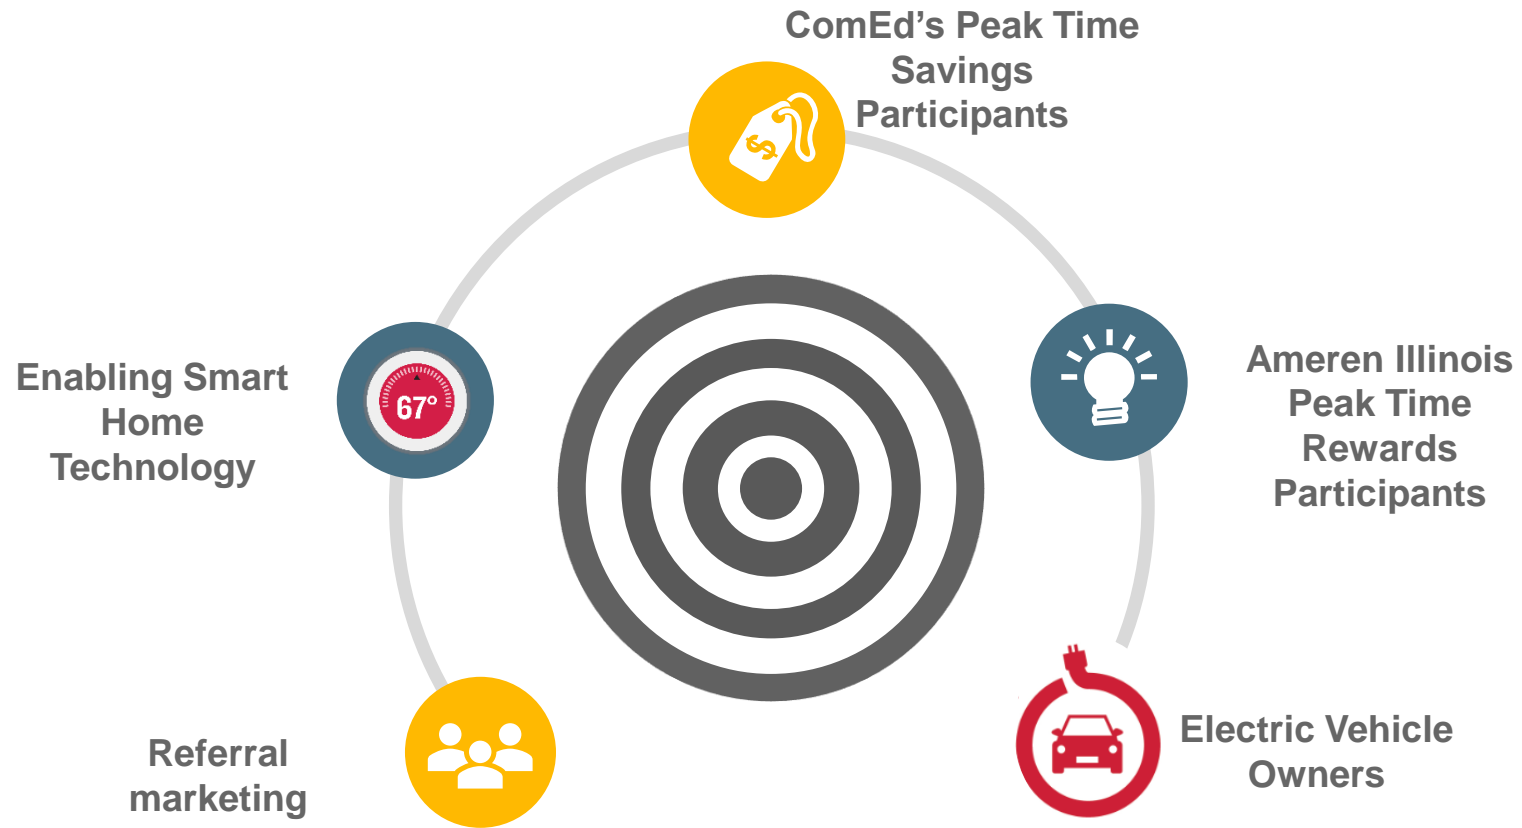 ComEd’s Peak Time
Savings
Participants
$
Enabling Smart
Home
Technology
67°
Ameren Illinois
Peak Time
Rewards
Participants
Referral
marketing
Electric Vehicle
Owners